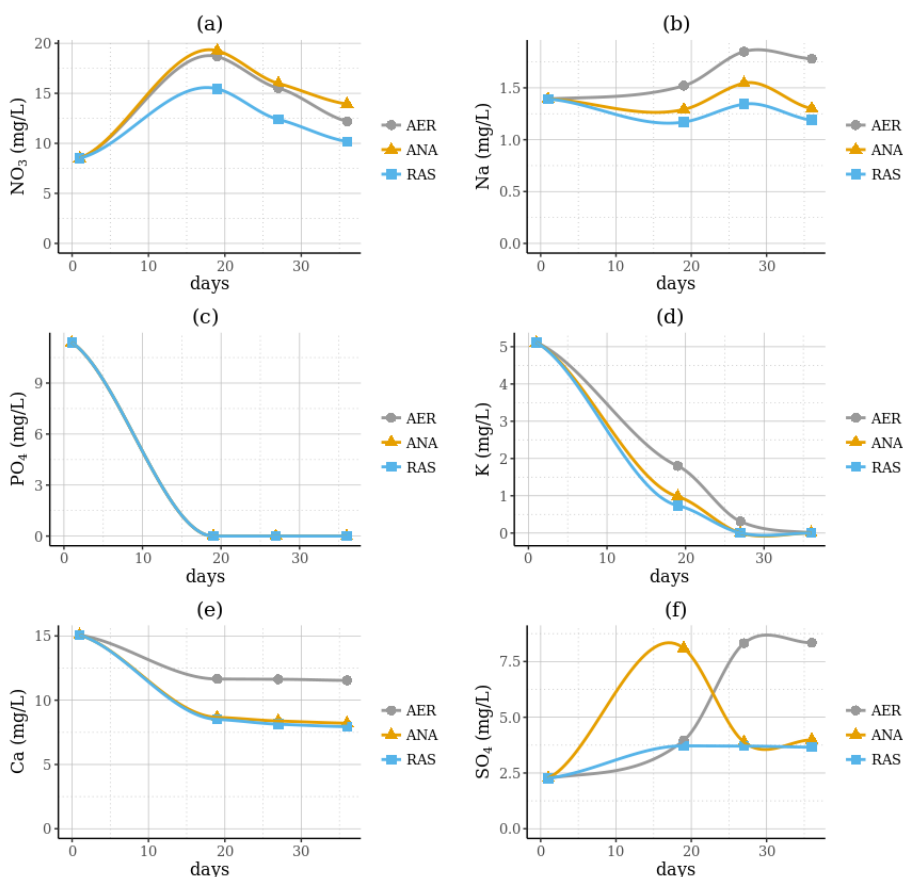 (a)
NO₃ (mg/L)
20
15
10
5
0
0 10 20 30
days
AER
ANA
RAS
(b)
Na (mg/L)
1.5
1.0
0.5
0.0
0 10 20 30
days
AER
ANA
RAS
(c)
PO₄ (mg/L)
9
6
3
0
0 10 20 30
days
AER
ANA
RAS
(d)
K (mg/L)
5
4
3
2
1
0
0 10 20 30
days
AER
ANA
RAS
(e)
Ca (mg/L)
15
10
5
0
0 10 20 30
days
AER
ANA
RAS
(f)
SO₄ (mg/L)
7.5
5.0
2.5
0.0
0 10 20 30
days
AER
ANA
RAS